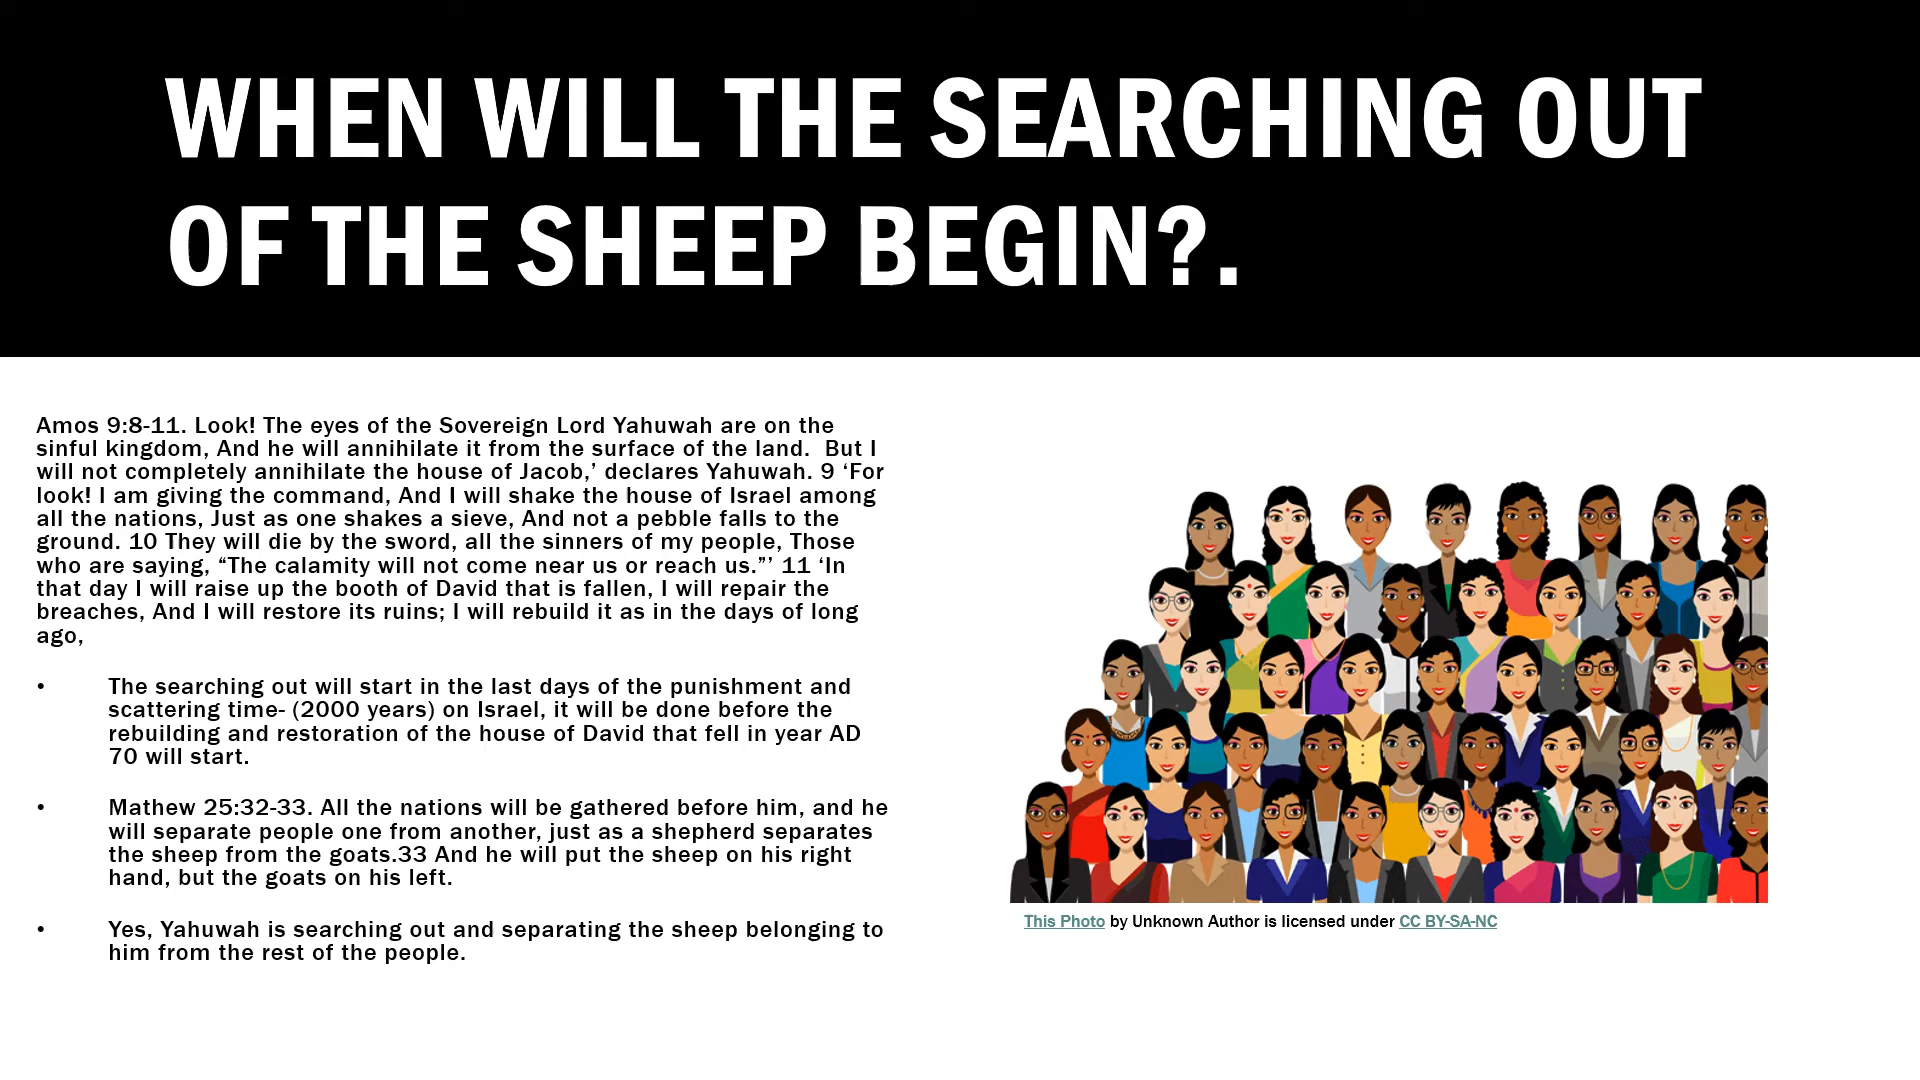 WHEN WILL THE SEARCHING OUT
OF THE SHEEP BEGIN?.
Amos 9:8-11. Look! The eyes of the Sovereign Lord Yahuwah are on the
sinful kingdom, And he will annihilate it from the surface of the land.  But I
will not completely annihilate the house of Jacob,’ declares Yahuwah. 9 ‘For
look! I am giving the command, And I will shake the house of Israel among
all the nations, Just as one shakes a sieve, And not a pebble falls to the
ground. 10 They will die by the sword, all the sinners of my people, Those
who are saying, “The calamity will not come near us or reach us.”’ 11 ‘In
that day I will raise up the booth of David that is fallen, I will repair the
breaches, And I will restore its ruins; I will rebuild it as in the days of long
ago,
• The searching out will start in the last days of the punishment and
scattering time- (2000 years) on Israel, it will be done before the
rebuilding and restoration of the house of David that fell in year AD
70 will start.
• Mathew 25:32-33. All the nations will be gathered before him, and he
will separate people one from another, just as a shepherd separates
the sheep from the goats.33 And he will put the sheep on his right
hand, but the goats on his left.
• Yes, Yahuwah is searching out and separating the sheep belonging to
him from the rest of the people.
This Photo by Unknown Author is licensed under CC BY-SA-NC